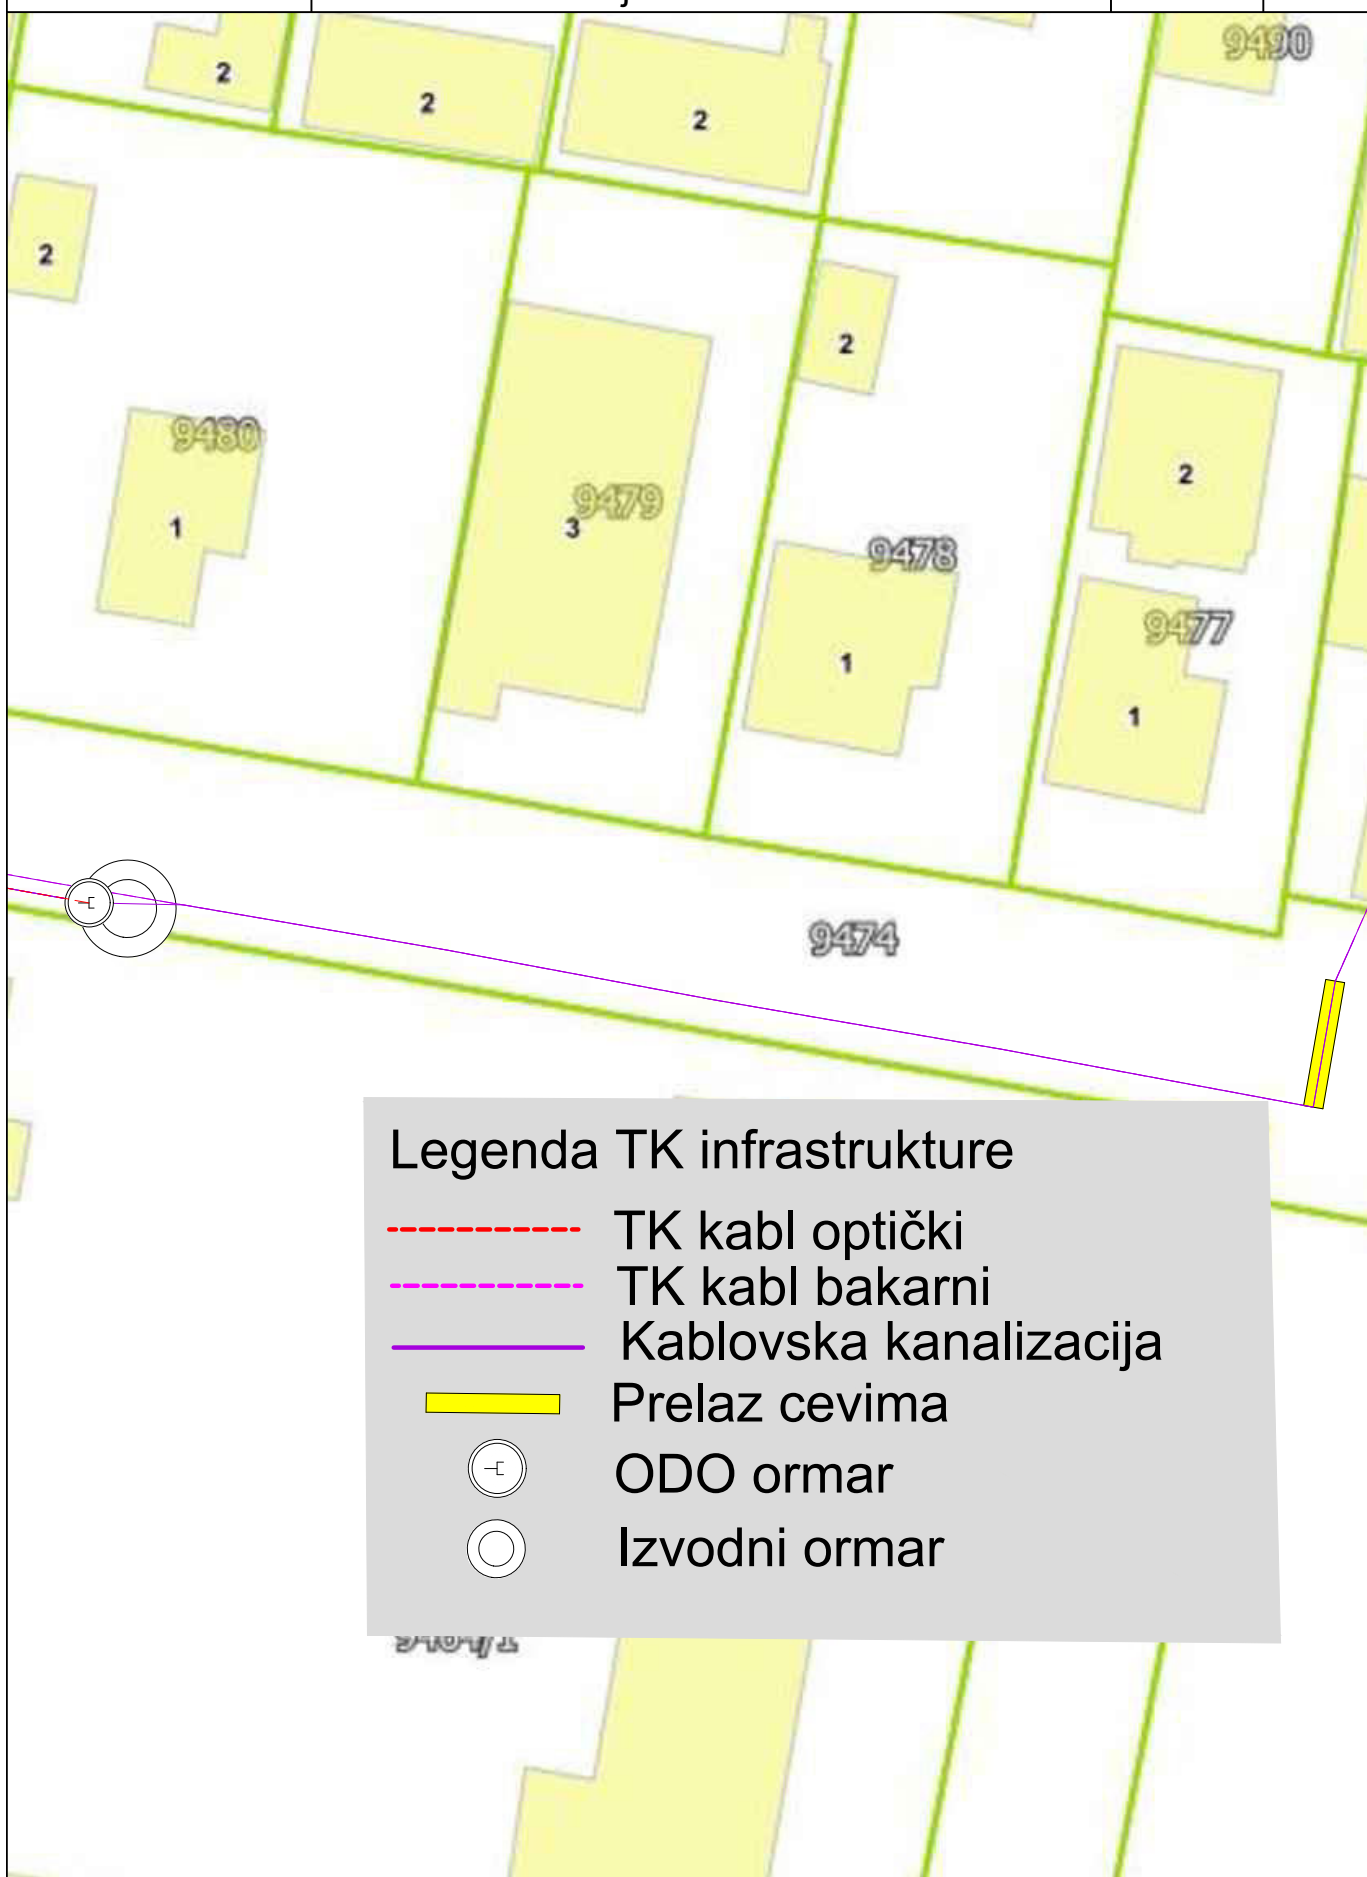 9490
2
2
2
2
2
9480
9479
2
1
3
9478
9477
1
1
9474
Legenda TK infrastrukture
TK kabl optički
TK kabl bakarni
Kablovska kanalizacija
Prelaz cevima
ODO ormar
Izvodni ormar